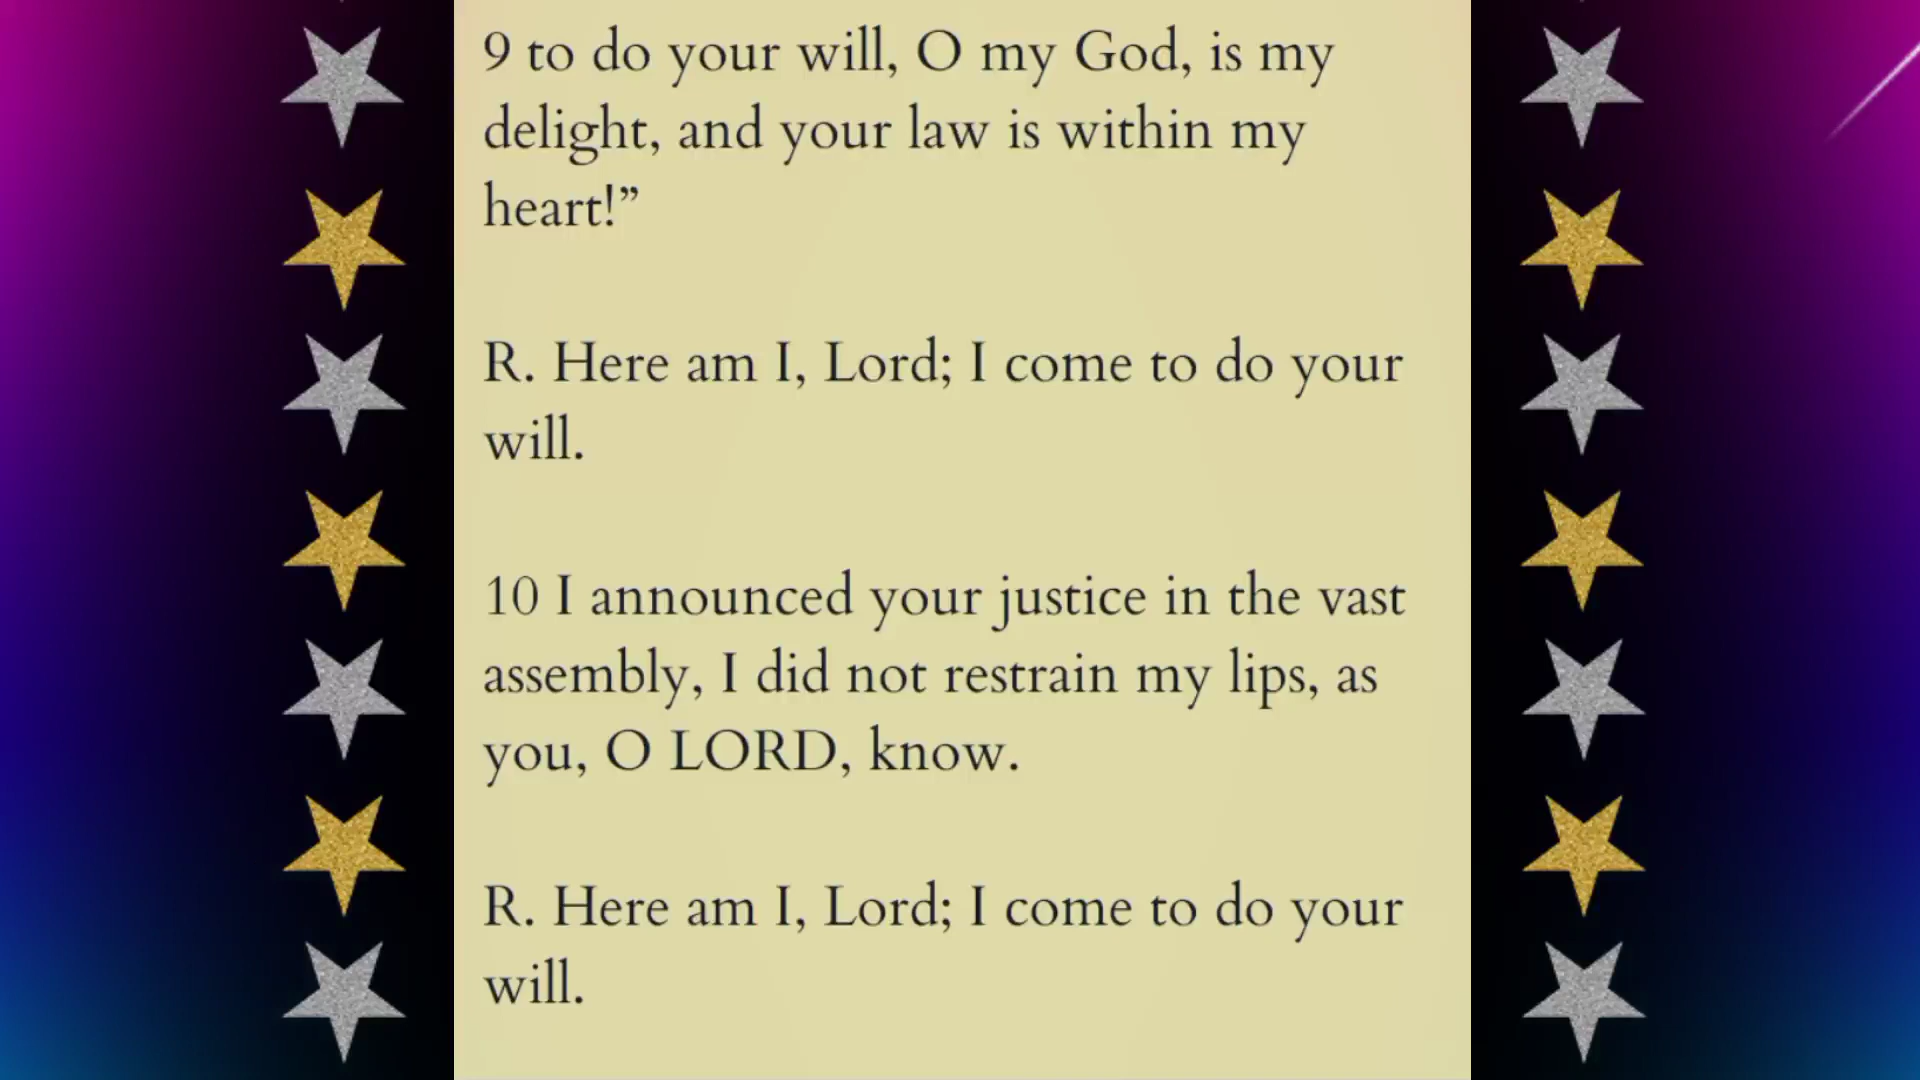 9 to do your will, O my God, is my
delight, and your law is within my
heart!”
R. Here am I, Lord; I come to do your
will.
10 I announced your justice in the vast
assembly, I did not restrain my lips, as
you, O LORD, know.
R. Here am I, Lord; I come to do your
will.